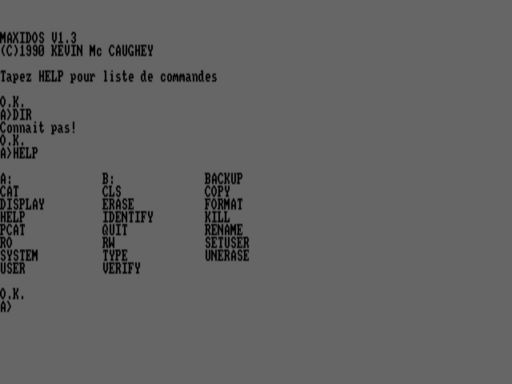 MAXIDOS V1.3
(C)1990 KEVIN Mc CAUGHEY
Tapez HELP pour liste de commandes
O.K.
A>DIR
Connait pas!
O.K.
A>HELP
A: B: BACKUP
CAT CLS COPY
DISPLAY ERASE FORMAT
HELP IDENTIFY KILL
PCAT QUIT RENAME
RO RW SETUSER
SYSTEM TYPE UNERASE
USER VERIFY
O.K.
A>